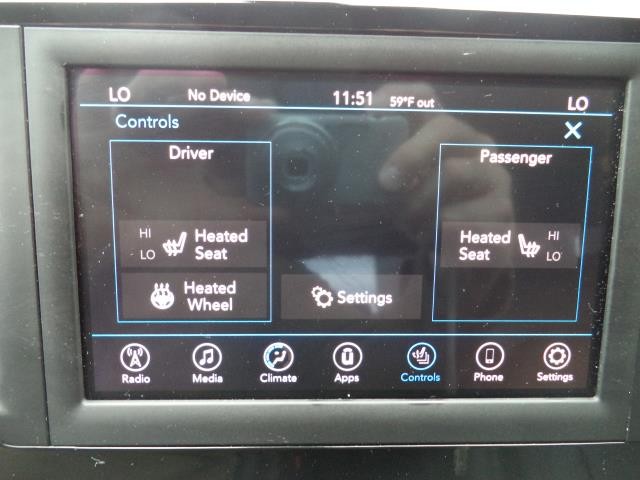 LO No Device 11:51 59°F out LO
Controls X
Driver
HI
LO
Heated
Seat
Heated
Wheel
Settings
Passenger
Heated
Seat
HI
LO
Radio Media Climate Apps Controls Phone Settings